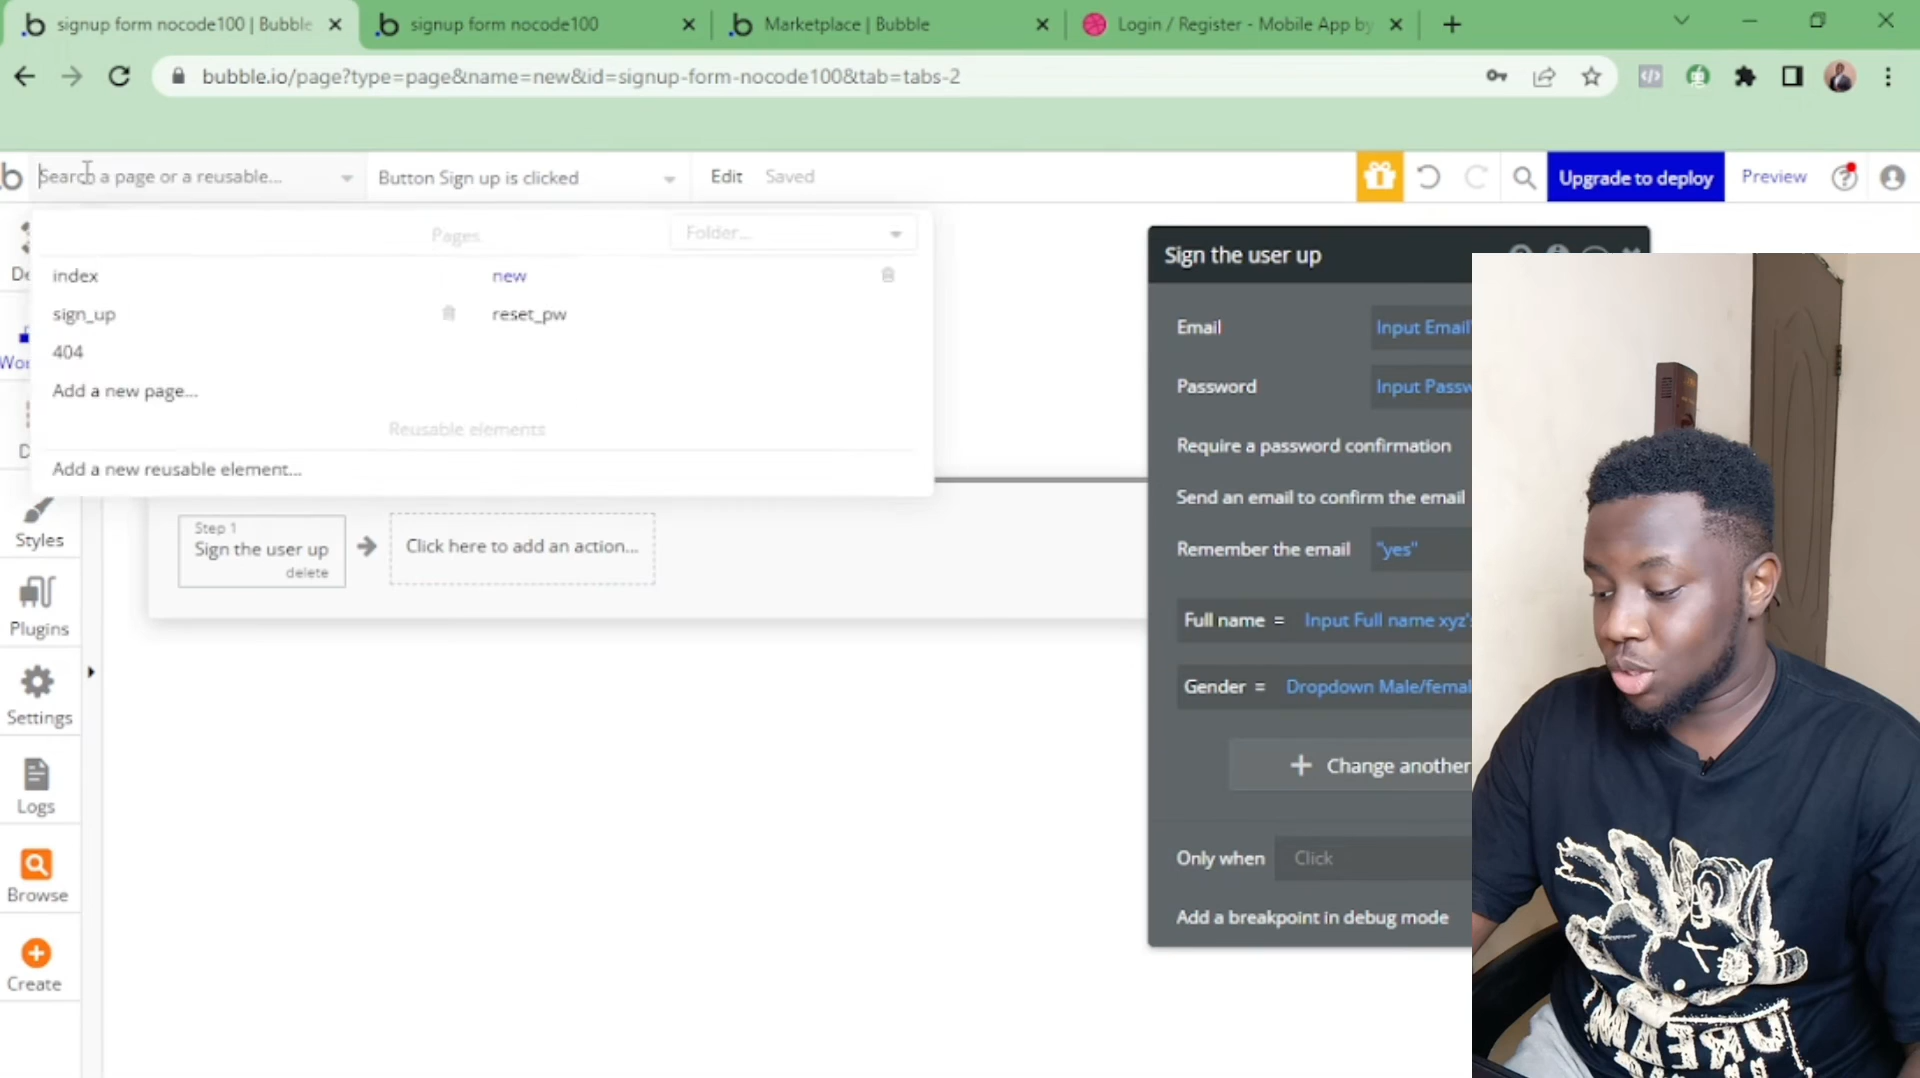 signup form nocode100 | Bubble
signup form nocode100
Marketplace | Bubble
Login / Register - Mobile App by
bubble.io/page?type=page&name=new&id=signup-form-nocode100&tab=tabs-2
Search a page or a reusable...
Button Sign up is clicked
Edit
Saved
Upgrade to deploy
Preview
Pages
Folder...
index
new
sign_up
reset_pw
404
Add a new page...
Reusable elements
Add a new reusable element...
Styles
Plugins
Settings
Logs
Browse
Create
Step 1
Sign the user up
delete
Click here to add an action...
Sign the user up
Email
Input Email'
Password
Input Passw
Require a password confirmation
Send an email to confirm the email
Remember the email
"yes"
Full name =
Input Full name xyz's
Gender =
Dropdown Male/femal
Change another
Only when
Click
Add a breakpoint in debug mode